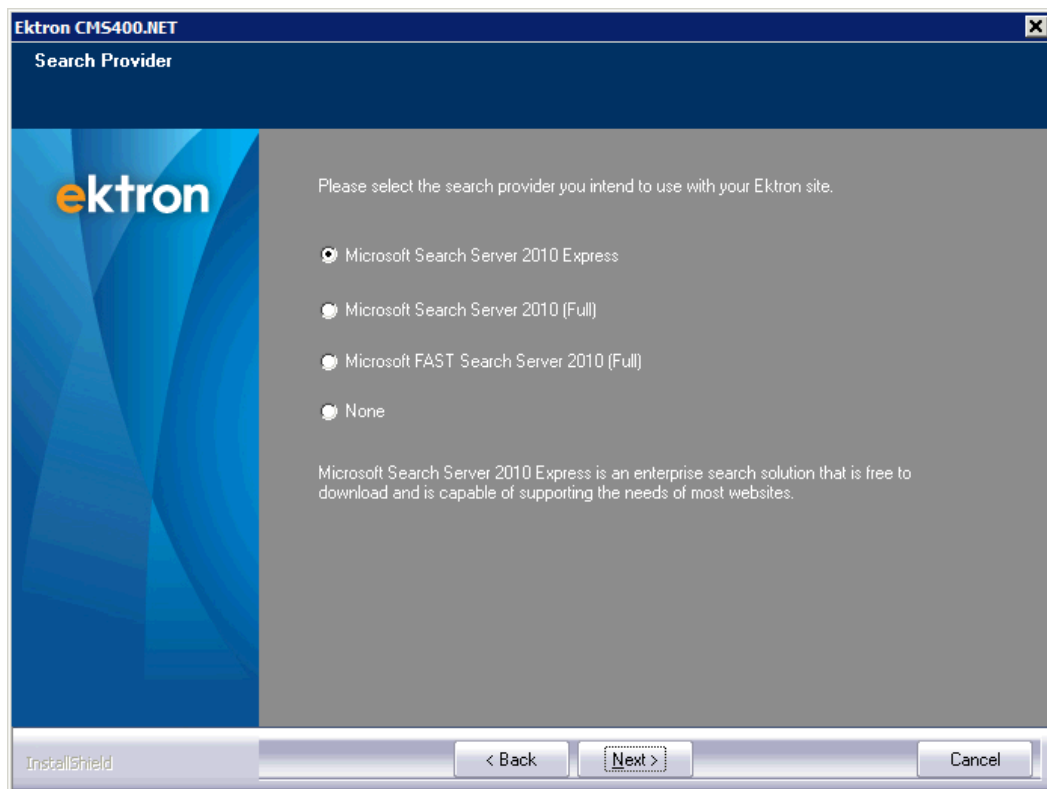 Ektron CMS400.NET
Search Provider
ektron
Please select the search provider you intend to use with your Ektron site.
Microsoft Search Server 2010 Express
Microsoft Search Server 2010 (Full)
Microsoft FAST Search Server 2010 (Full)
None
Microsoft Search Server 2010 Express is an enterprise search solution that is free to
download and is capable of supporting the needs of most websites.
InstallShield
< Back
Next >
Cancel